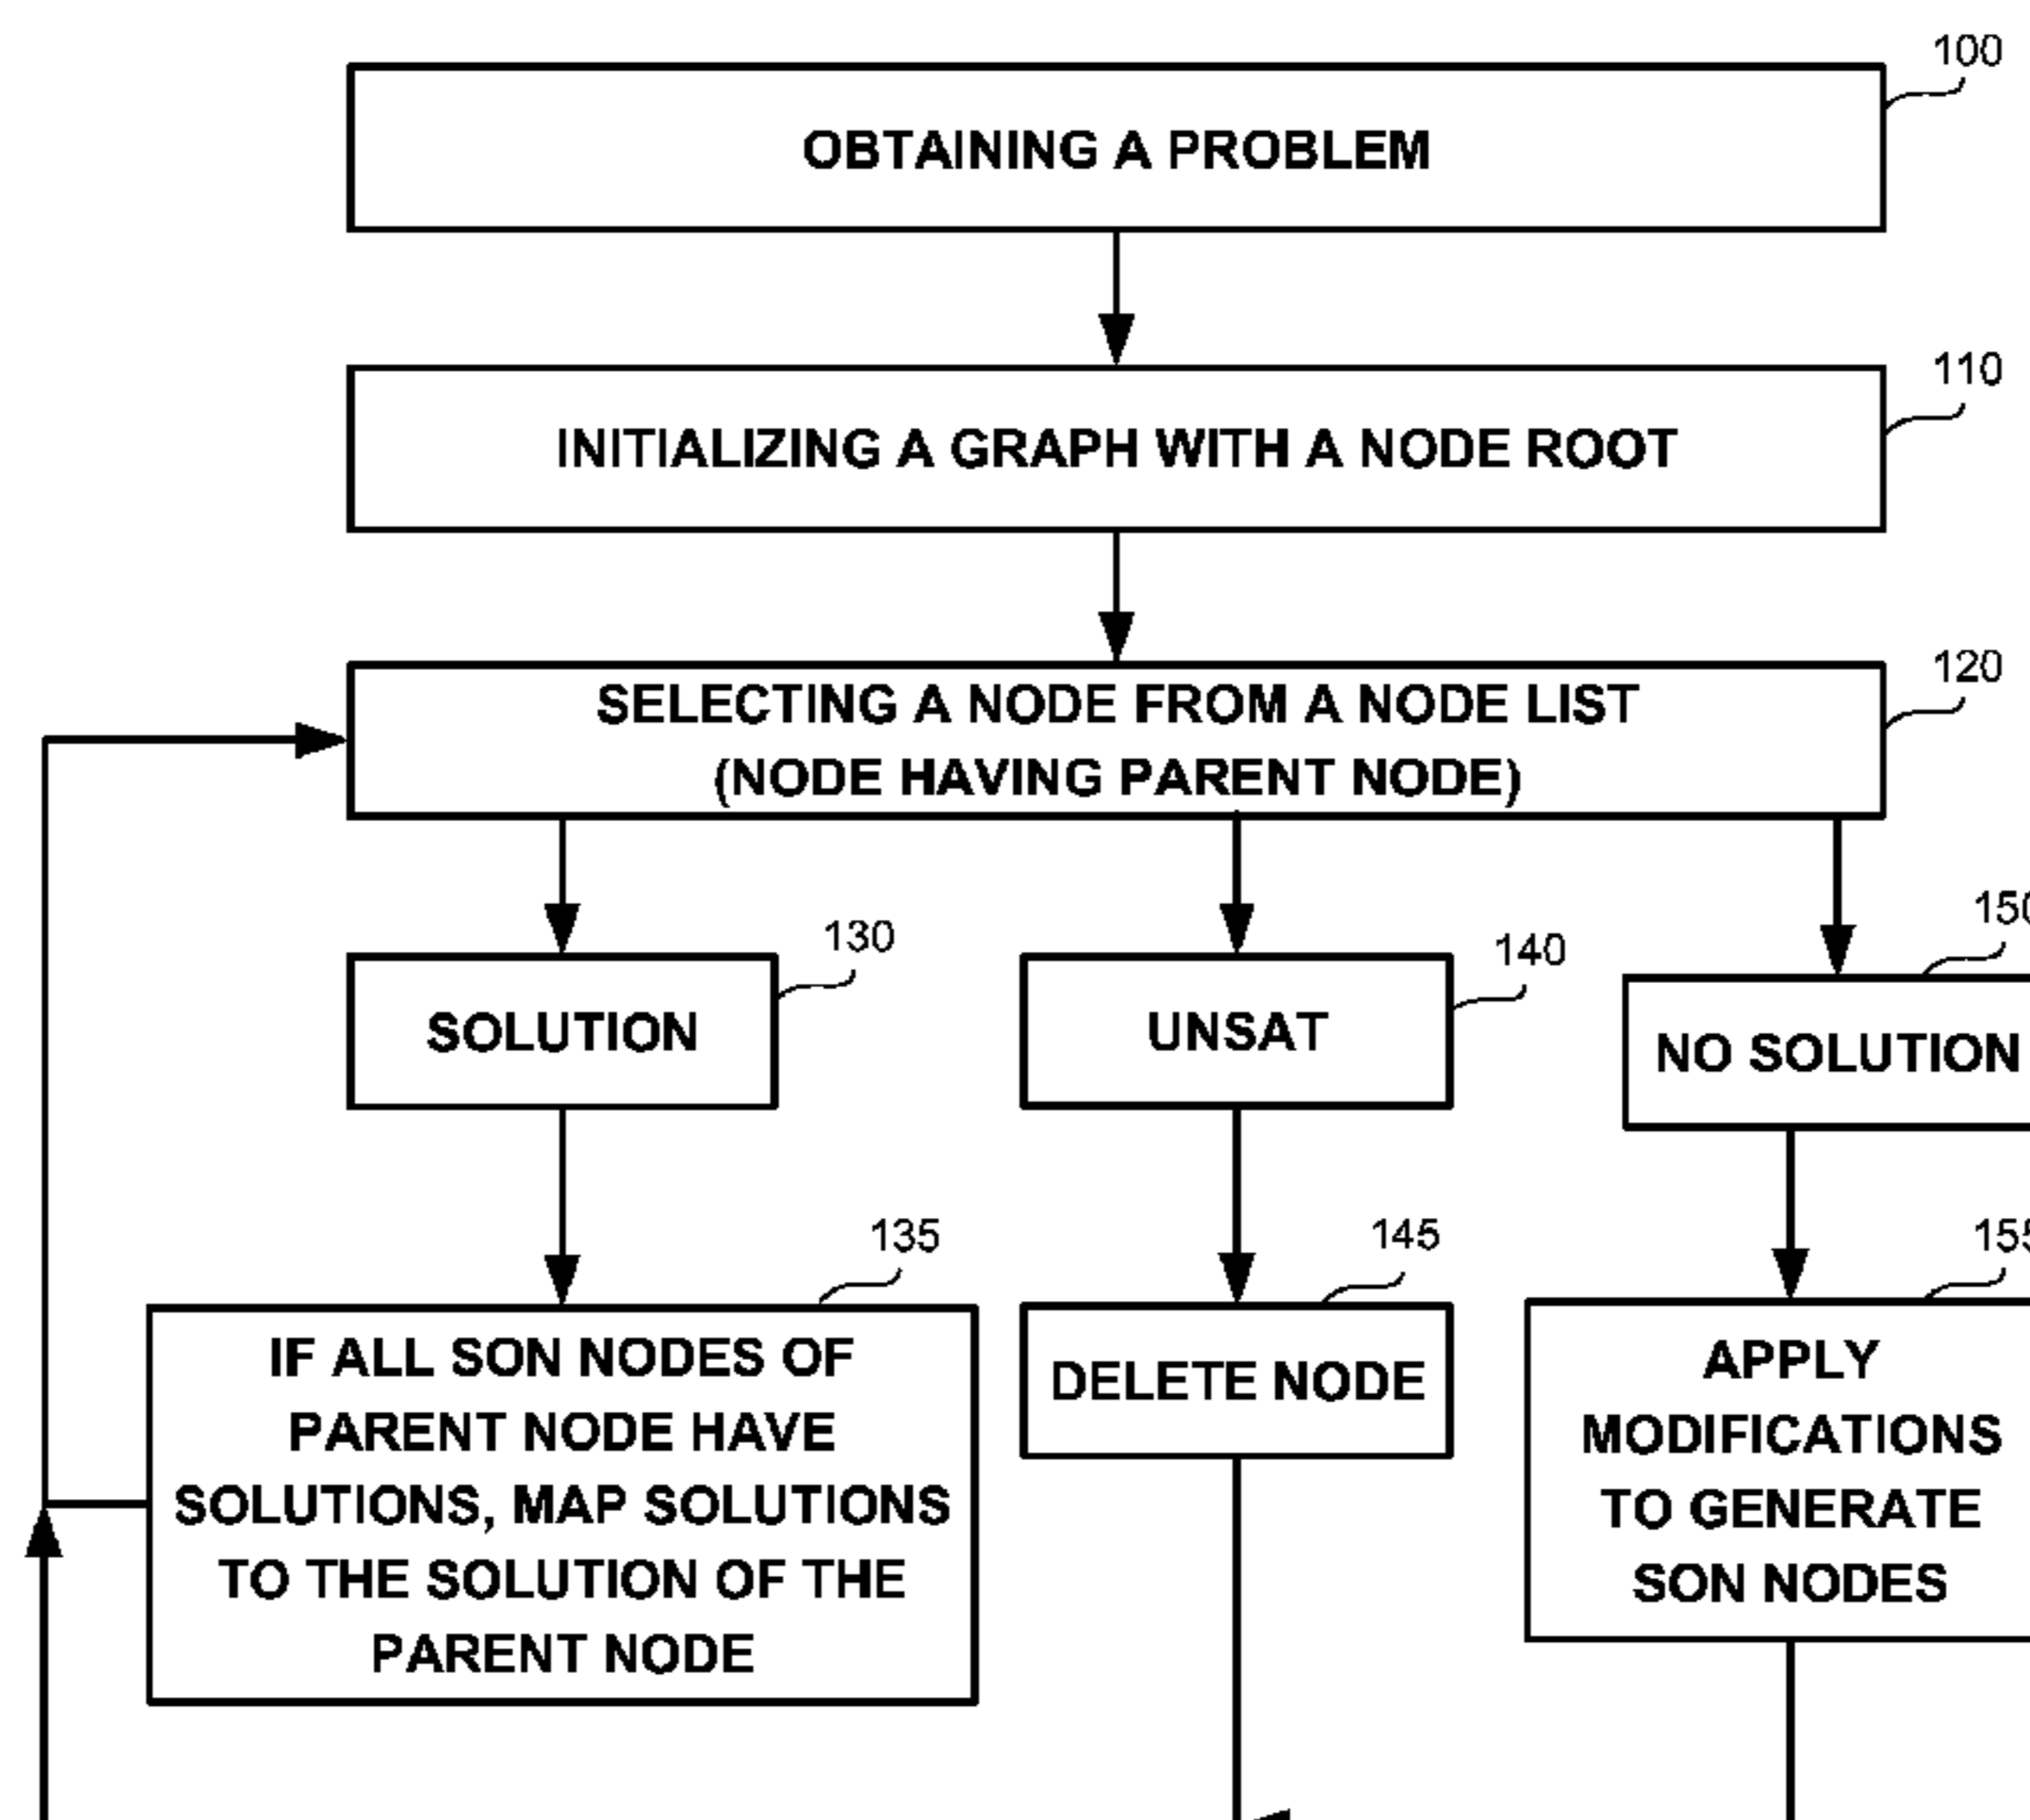 100
OBTAINING A PROBLEM
110
INITIALIZING A GRAPH WITH A NODE ROOT
120
SELECTING A NODE FROM A NODE LIST
(NODE HAVING PARENT NODE)
130
SOLUTION
140
UNSAT
150
NO SOLUTION
135
IF ALL SON NODES OF
PARENT NODE HAVE
SOLUTIONS, MAP SOLUTIONS
TO THE SOLUTION OF THE
PARENT NODE
145
DELETE NODE
155
APPLY
MODIFICATIONS
TO GENERATE
SON NODES